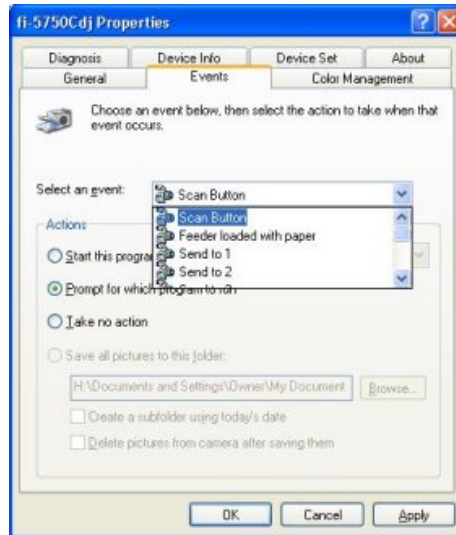 fi-5750Cdj Properties
Diagnosis Device Info Device Set About
General Events Color Management
Choose an event below, then select the action to take when that
event occurs.
Select an event: Scan Button
Scan Button
Feeder loaded with paper
Send to 1
Send to 2
Actions
Start this progra
Prompt for which program to run
Take no action
Save all pictures to this folder:
H:\Documents and Settings\Owner\My Document Browse...
Create a subfolder using today's date
Delete pictures from camera after saving them
OK Cancel Apply